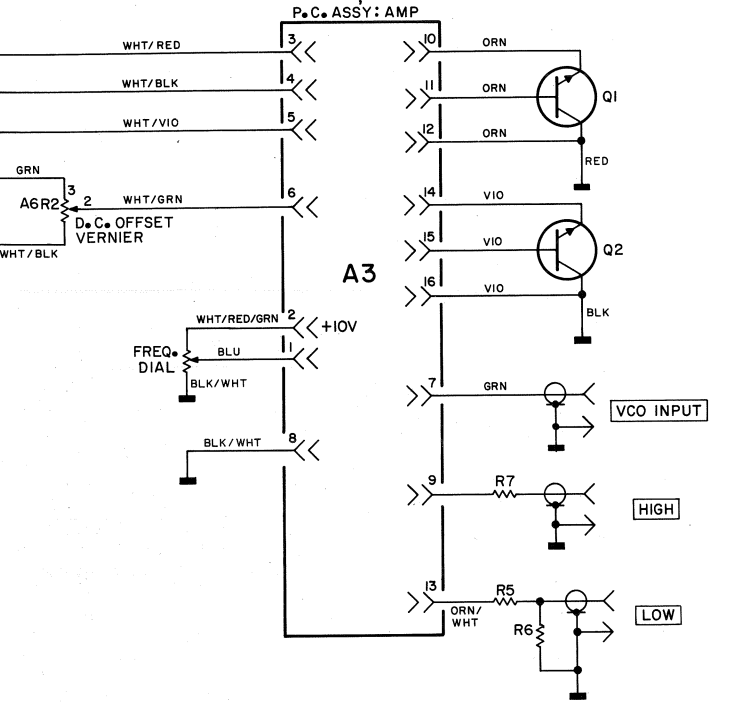 P.C. ASSY: AMP
WHT/RED 3
WHT/BLK 4
WHT/VIO 5
GRN
A6R2
3
2 WHT/GRN 6
D.C. OFFSET
VERNIER
WHT/BLK
WHT/RED/GRN 2 +10V
FREQ.
DIAL
BLU 1
BLK/WHT
BLK/WHT 8
A3
10 ORN
11 ORN
Q1
12 ORN
RED
14 VIO
15 VIO
Q2
16 VIO
BLK
7 GRN
VCO INPUT
9 R7
HIGH
13 R5
ORN/
WHT
R6
LOW